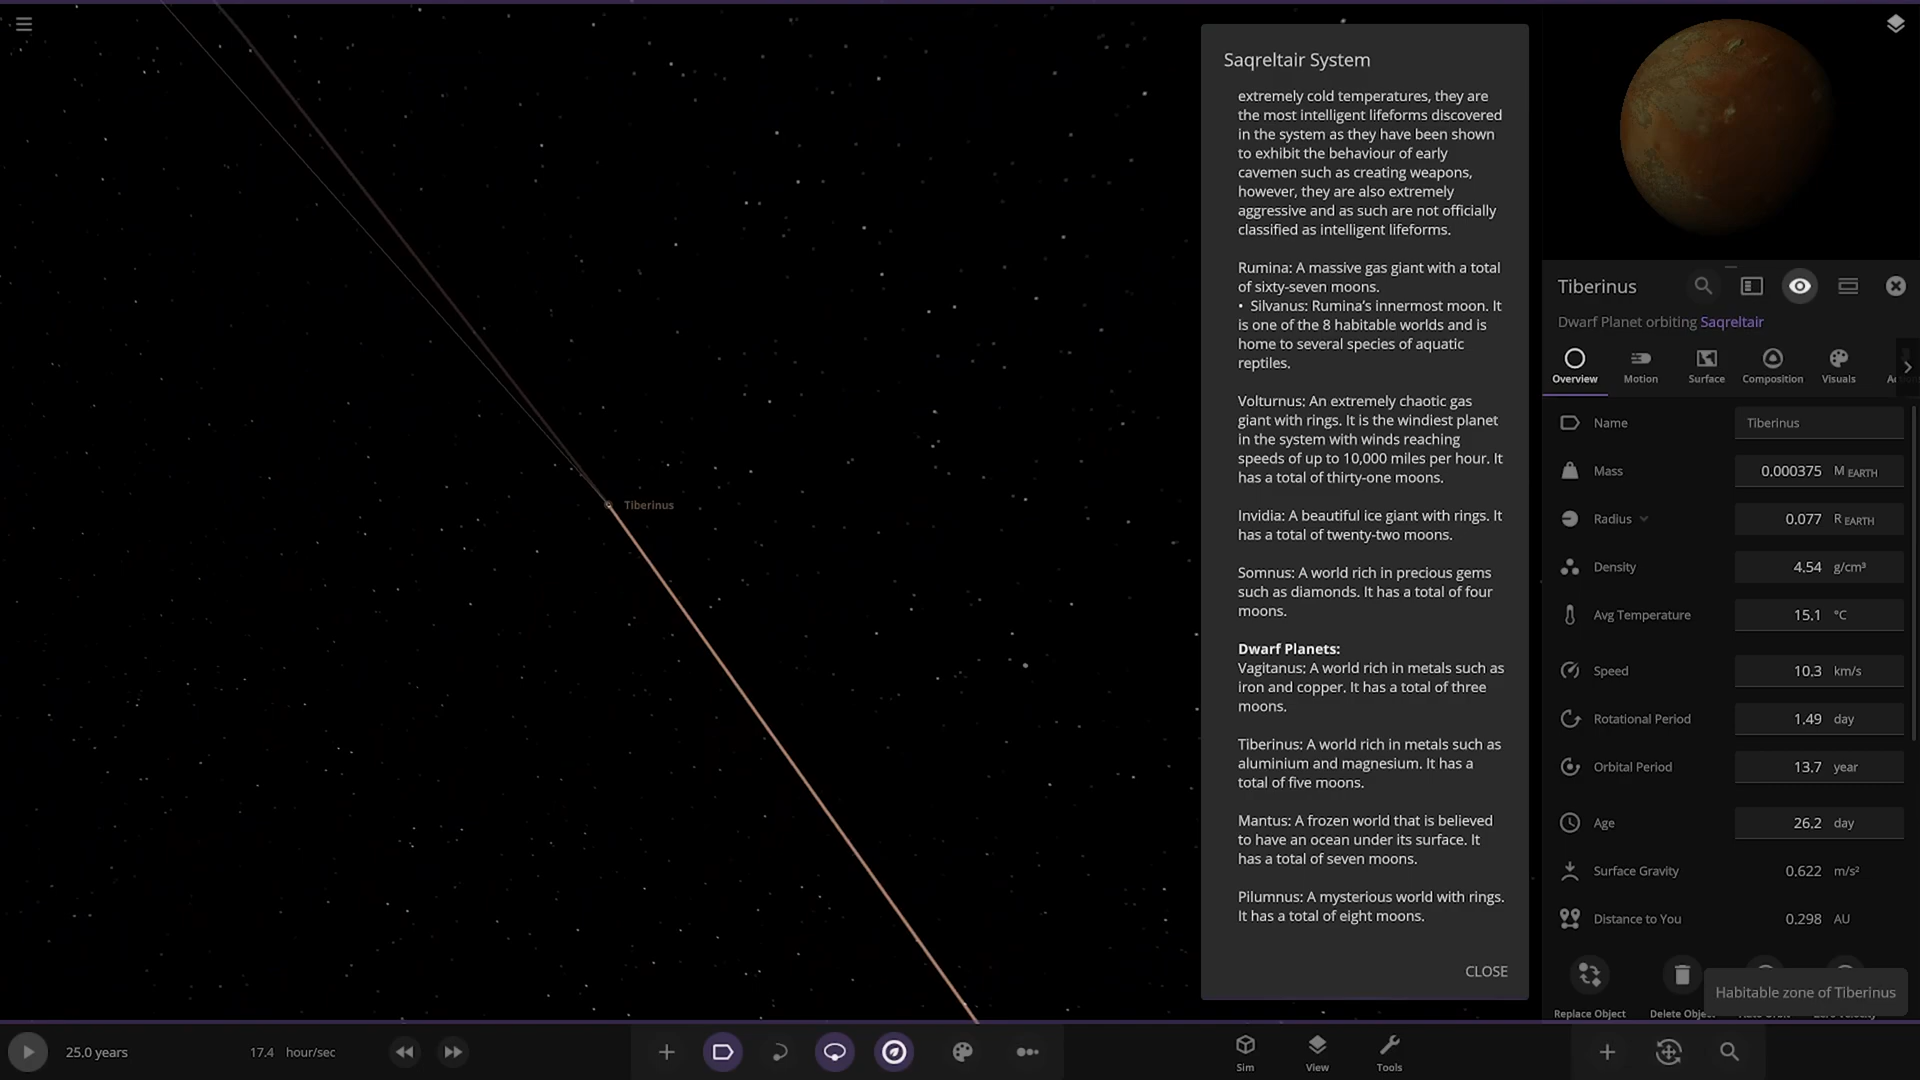 Tiberinus
Saqreltair System
extremely cold temperatures, they are
the most intelligent lifeforms discovered
in the system as they have been shown
to exhibit the behaviour of early
cavemen such as creating weapons,
however, they are also extremely
aggressive and as such are not officially
classified as intelligent lifeforms.
Rumina: A massive gas giant with a total
of sixty-seven moons.
• Silvanus: Rumina's innermost moon. It
is one of the 8 habitable worlds and is
home to several species of aquatic
reptiles.
Volturnus: An extremely chaotic gas
giant with rings. It is the windiest planet
in the system with winds reaching
speeds of up to 10,000 miles per hour. It
has a total of thirty-one moons.
Invidia: A beautiful ice giant with rings. It
has a total of twenty-two moons.
Somnus: A world rich in precious gems
such as diamonds. It has a total of four
moons.
Dwarf Planets:
Vagitanus: A world rich in metals such as
iron and copper. It has a total of three
moons.
Tiberinus: A world rich in metals such as
aluminium and magnesium. It has a
total of five moons.
Mantus: A frozen world that is believed
to have an ocean under its surface. It
has a total of seven moons.
Pilumnus: A mysterious world with rings.
It has a total of eight moons.
CLOSE
Tiberinus
Dwarf Planet orbiting Saqreltair
Overview Motion Surface Composition Visuals
Name Tiberinus
Mass 0.000375 M EARTH
Radius 0.077 R EARTH
Density 4.54 g/cm³
Avg Temperature 15.1 °C
Speed 10.3 km/s
Rotational Period 1.49 day
Orbital Period 13.7 year
Age 26.2 day
Surface Gravity 0.622 m/s²
Distance to You 0.298 AU
Habitable zone of Tiberinus
Replace Object Delete Object
25.0 years 17.4 hour/sec
Sim View Tools